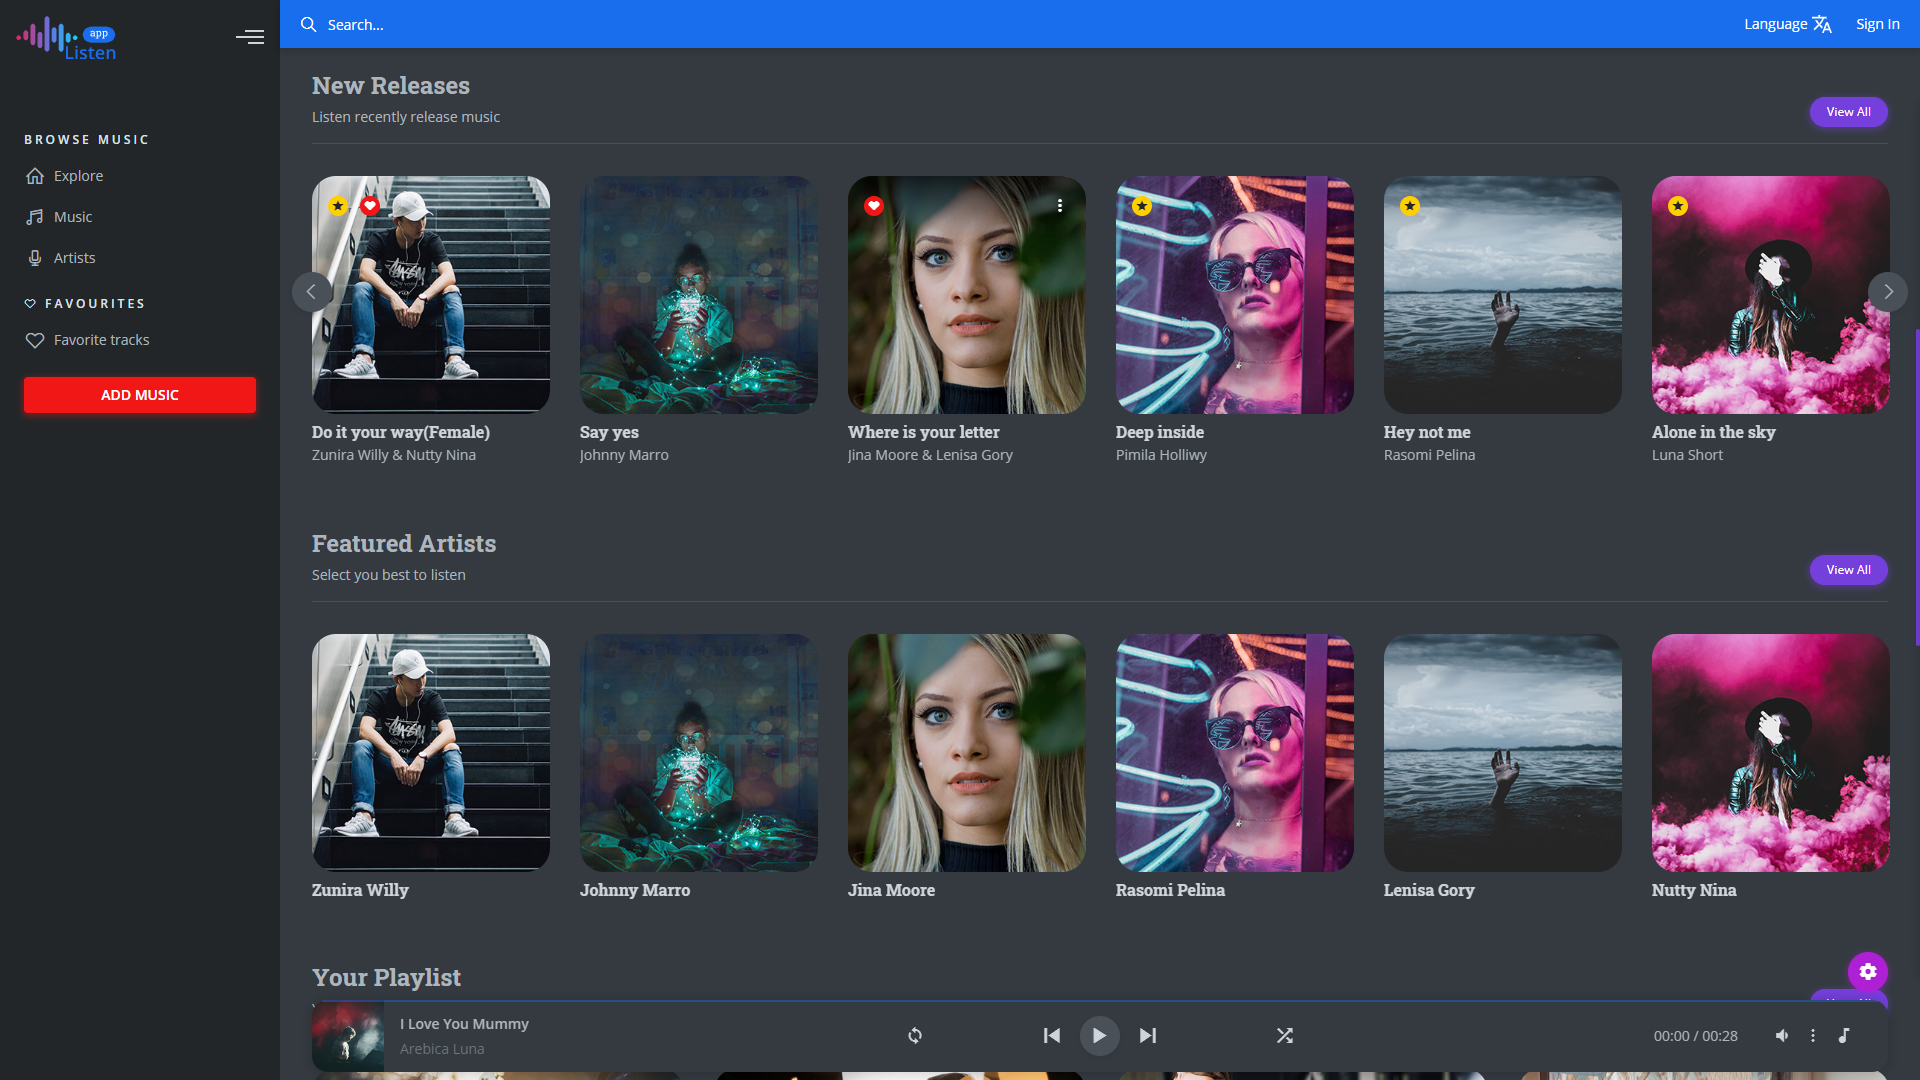 app
Listen
Search...
Language
Sign In
BROWSE MUSIC
Explore
Music
Artists
FAVOURITES
Favorite tracks
ADD MUSIC
New Releases
Listen recently release music
View All
Do it your way(Female)
Zunira Willy & Nutty Nina
Say yes
Johnny Marro
Where is your letter
Jina Moore & Lenisa Gory
Deep inside
Pimila Holliwy
Hey not me
Rasomi Pelina
Alone in the sky
Luna Short
Featured Artists
Select you best to listen
View All
Zunira Willy
Johnny Marro
Jina Moore
Rasomi Pelina
Lenisa Gory
Nutty Nina
Your Playlist
I Love You Mummy
Arebica Luna
00:00 / 00:28